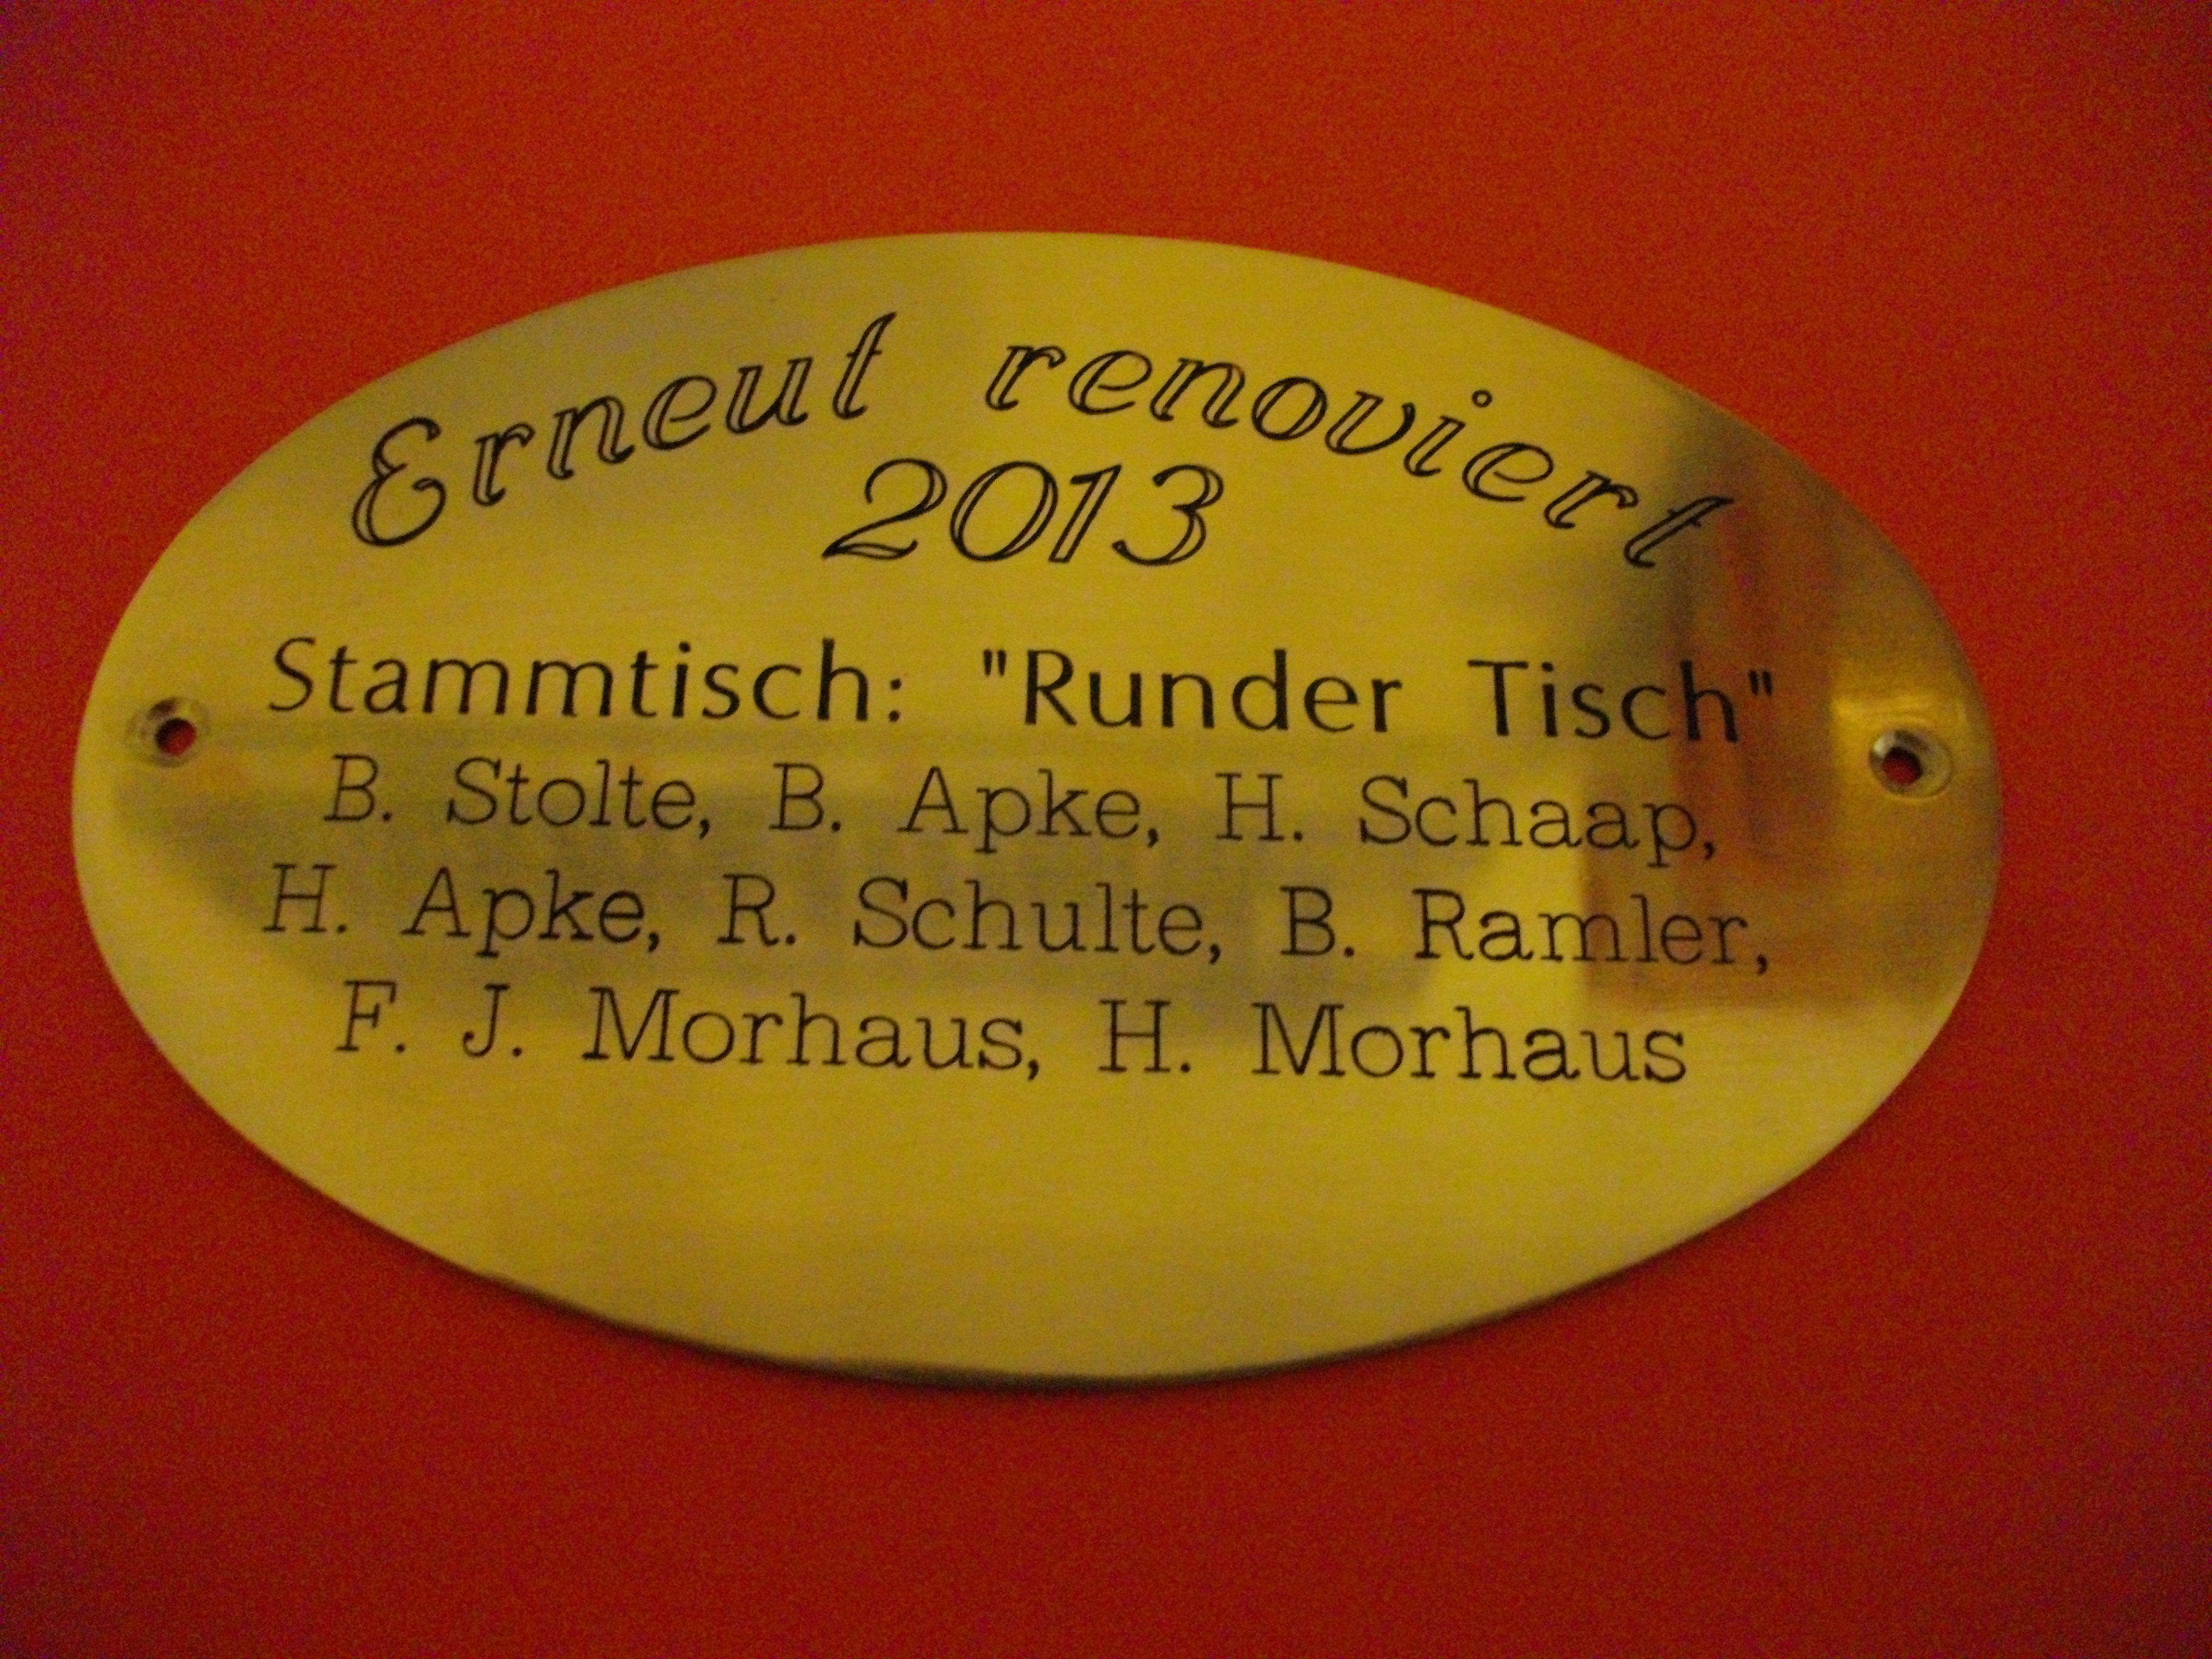 Erneut renoviert
2013
Stammtisch: "Runder Tisch"
B. Stolte, B. Apke, H. Schaap,
H. Apke, R. Schulte, B. Ramler,
F. J. Morhaus, H. Morhaus